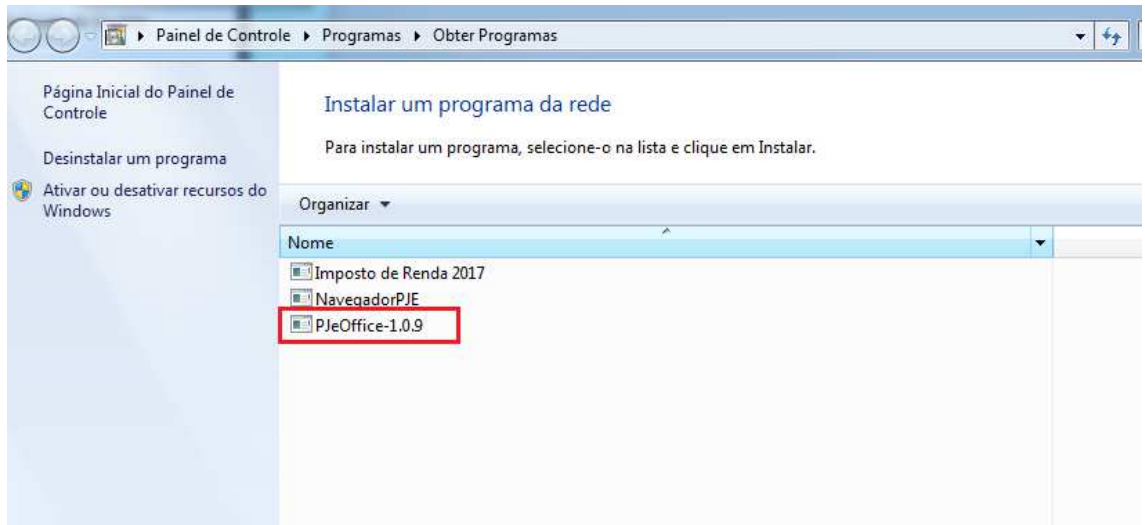 Painel de Controle ▸ Programas ▸ Obter Programas
Página Inicial do Painel de
Controle
Desinstalar um programa
Ativar ou desativar recursos do
Windows
Instalar um programa da rede
Para instalar um programa, selecione-o na lista e clique em Instalar.
Organizar
Nome
Imposto de Renda 2017
NavegadorPJE
PJeOffice-1.0.9